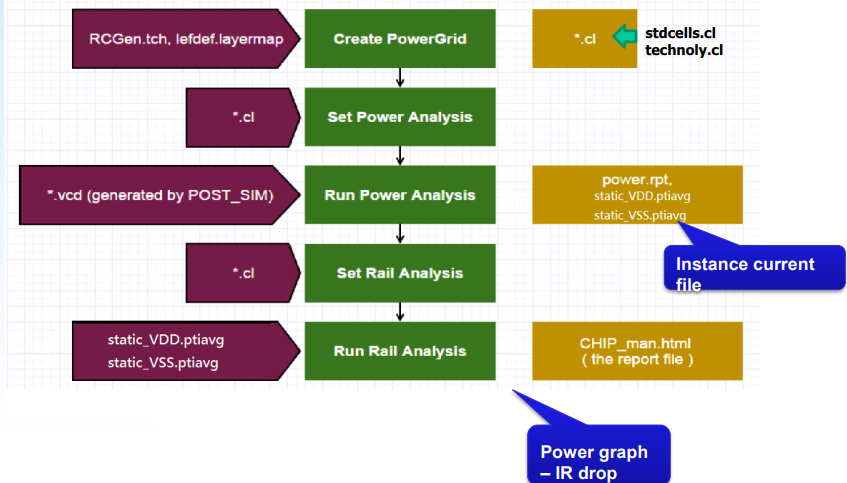 RCGen.tch, lefdef.layermap
Create PowerGrid
*.cl
stdcells.cl
technoly.cl
*.cl
Set Power Analysis
*.vcd (generated by POST_SIM)
Run Power Analysis
power.rpt,
static_VDD.ptiavg
static_VSS.ptiavg
Instance current
file
*.cl
Set Rail Analysis
static_VDD.ptiavg
static_VSS.ptiavg
Run Rail Analysis
CHIP_man.html
( the report file )
Power graph
– IR drop